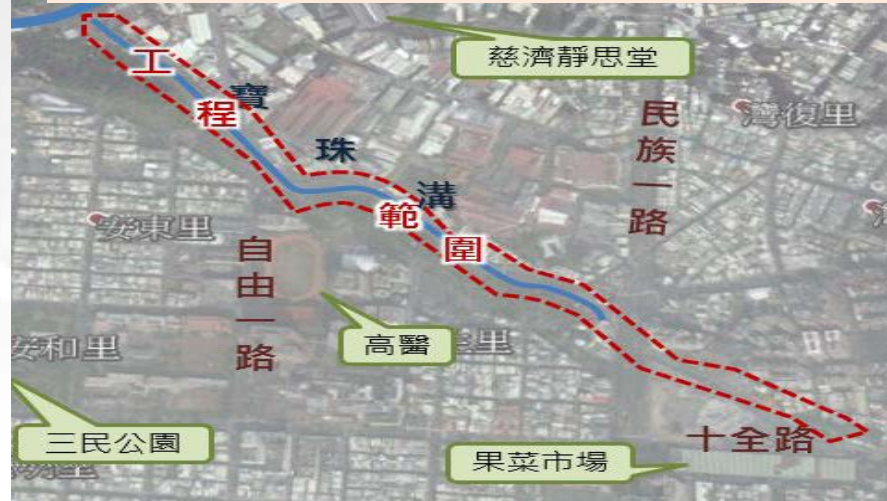 慈濟靜思堂
工程範圍
寶珠溝
民族一路
灣復里
安東里
自由一路
高醫
安和里
三民公園
果菜市場
十全路